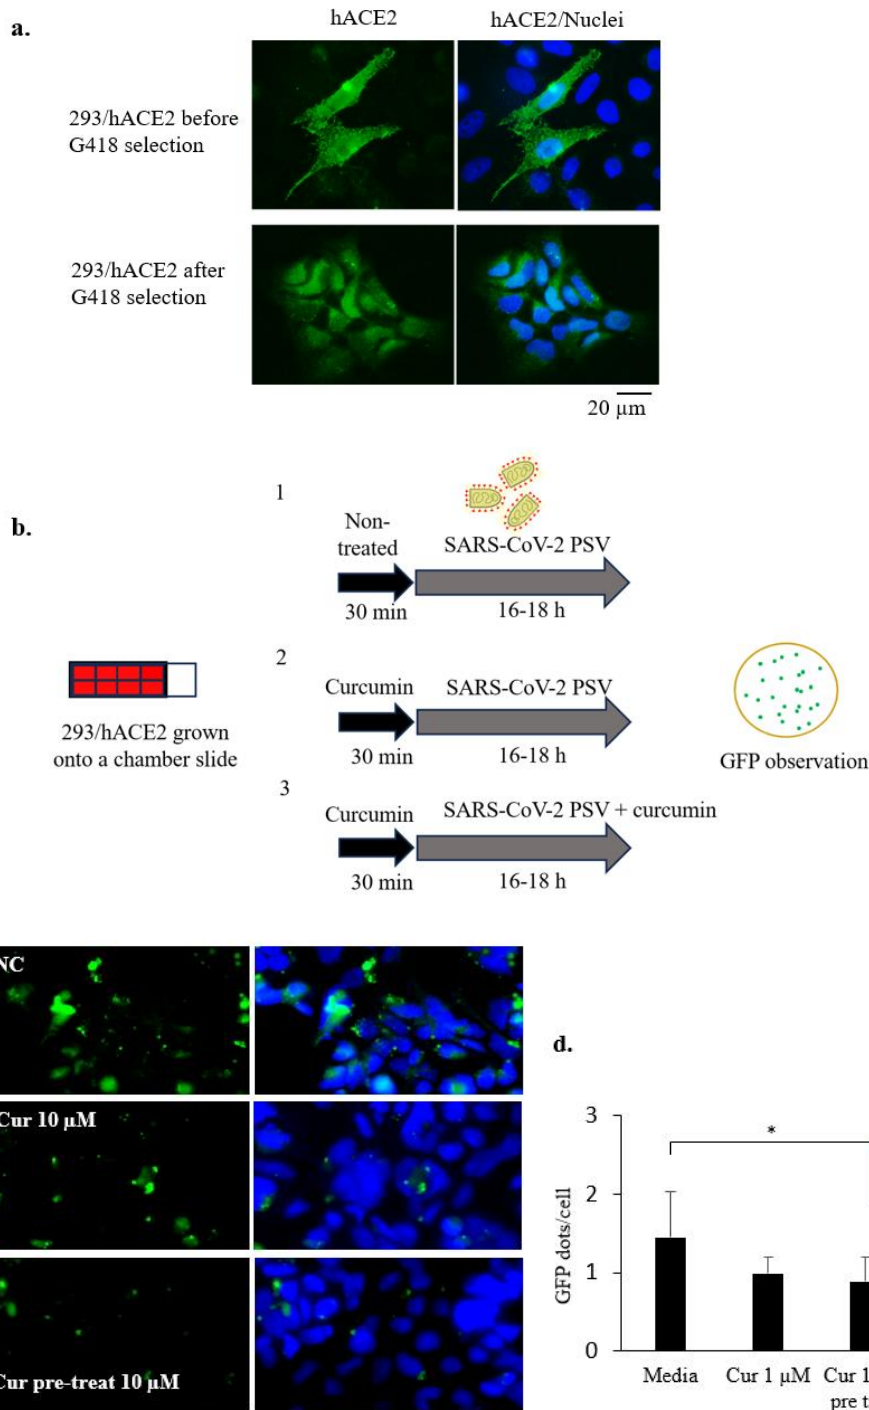 a.
hACE2
hACE2/Nuclei
293/hACE2 before
G418 selection
293/hACE2 after
G418 selection
20 µm
b.
1
Non-
treated
SARS-CoV-2 PSV
30 min
16-18 h
2
Curcumin
SARS-CoV-2 PSV
30 min
16-18 h
293/hACE2 grown
onto a chamber slide
GFP observation
3
Curcumin
SARS-CoV-2 PSV + curcumin
30 min
16-18 h
NC
Cur 10 µM
Cur pre-treat 10 µM
d.
3
*
2
1
0
GFP dots/cell
Media
Cur 1 µM
Cur 1
pre